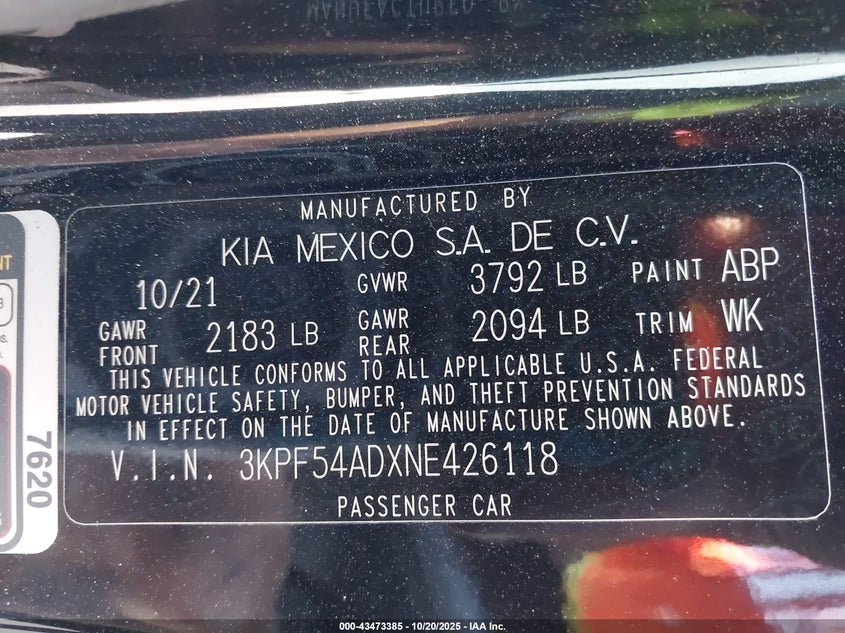 MANUFACTURED BY
MANUFACTURED BY
KIA MEXICO S.A. DE C.V.
10/21 GVWR 3792 LB PAINT ABP
GAWR FRONT 2183 LB GAWR REAR 2094 LB TRIM WK
THIS VEHICLE CONFORMS TO ALL APPLICABLE U.S.A. FEDERAL
MOTOR VEHICLE SAFETY, BUMPER, AND THEFT PREVENTION STANDARDS
IN EFFECT ON THE DATE OF MANUFACTURE SHOWN ABOVE.
V.I.N. 3KPF54ADXNE426118
PASSENGER CAR
7620
000-43473385 - 10/20/2025 - IAA Inc.